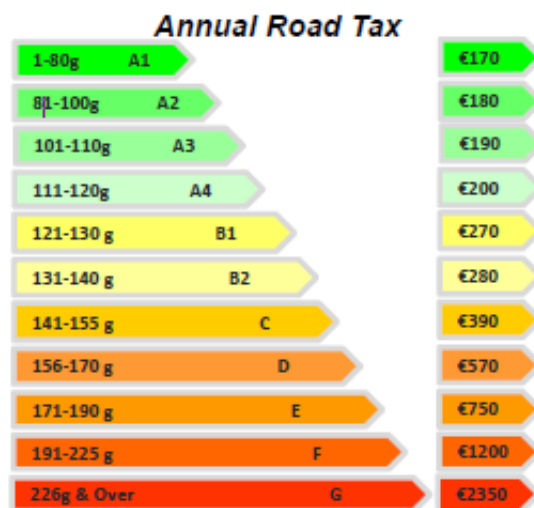 Annual Road Tax
1-80g A1 €170
81-100g A2 €180
101-110g A3 €190
111-120g A4 €200
121-130 g B1 €270
131-140 g B2 €280
141-155 g C €390
156-170 g D €570
171-190 g E €750
191-225 g F €1200
226g & Over G €2350